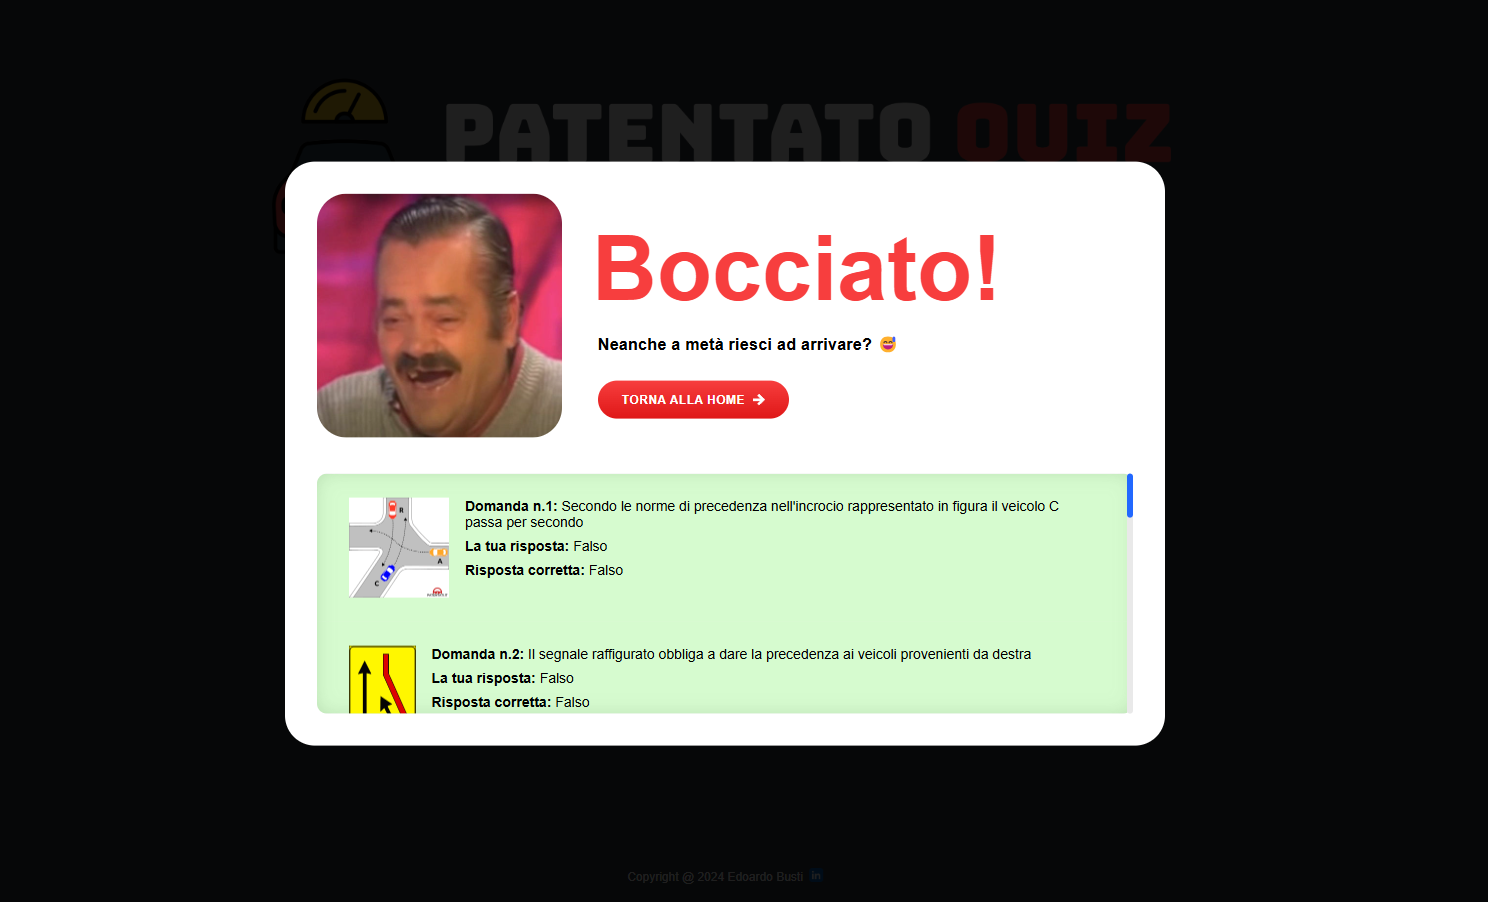 PATENTATO QUIZ
Bocciato!
Neanche a metà riesci ad arrivare? 😅
TORNA ALLA HOME →
Domanda n.1: Secondo le norme di precedenza nell'incrocio rappresentato in figura il veicolo C
passa per secondo
La tua risposta: Falso
Risposta corretta: Falso
R
A
C
Domanda n.2: Il segnale raffigurato obbliga a dare la precedenza ai veicoli provenienti da destra
La tua risposta: Falso
Risposta corretta: Falso
Copyright @ 2024 Edoardo Busti in